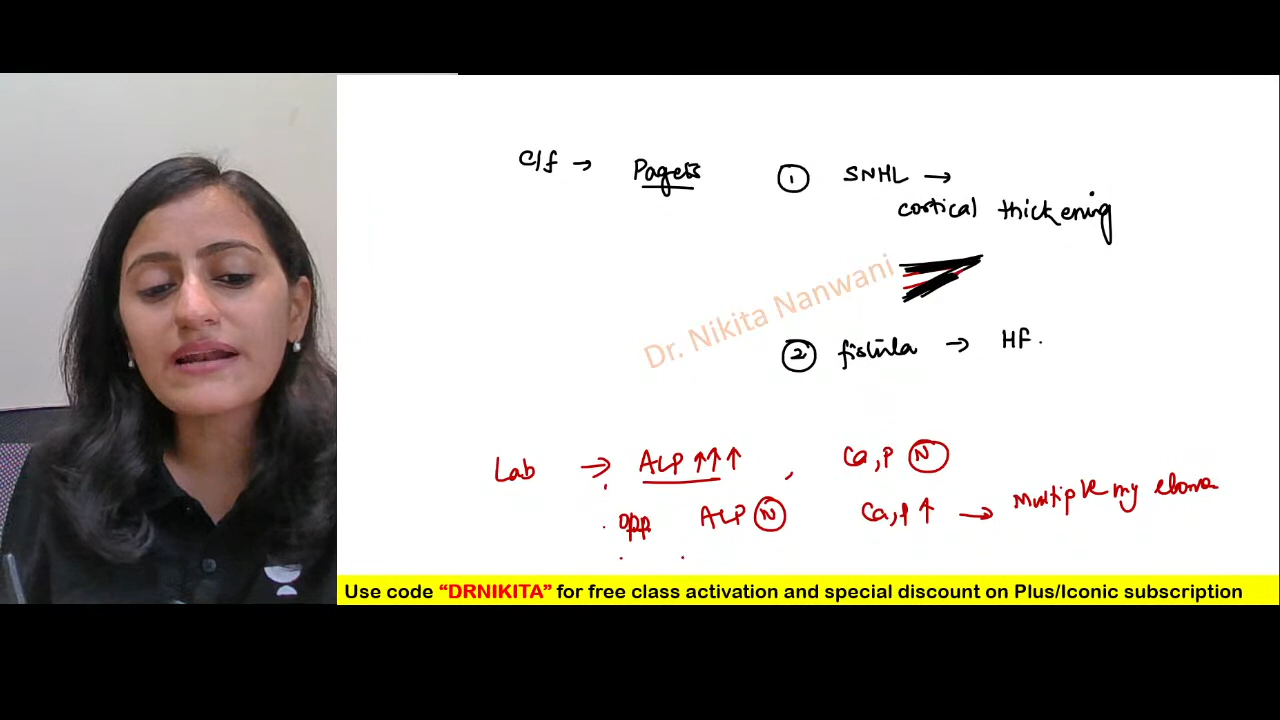 C/f → Pagets ① SNHL →
cortical thickening
Dr. Nikita Nanwani
② fistula → HF.
Lab → ALP ↑↑↑ , Ca, P Ⓝ
opp ALP Ⓝ Ca, P ↑ → Multiple myeloma
Use code “DRNIKITA” for free class activation and special discount on Plus/Iconic subscription